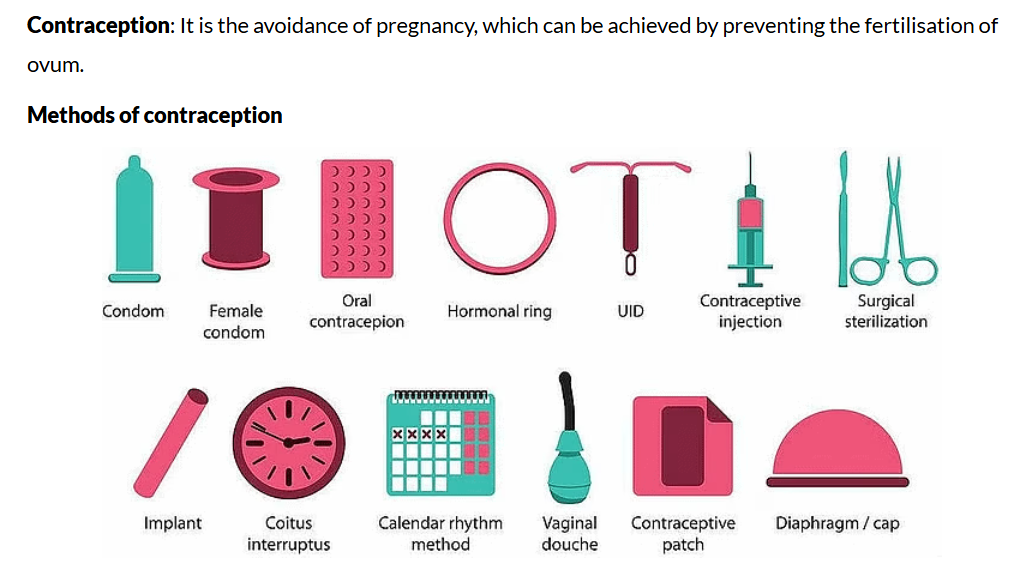 Contraception: It is the avoidance of pregnancy, which can be achieved by preventing the fertilisation of
ovum.
Methods of contraception
Condom
Female
condom
Oral
contracepion
Hormonal ring
UID
Contraceptive
injection
Surgical
sterilization
Implant
Coitus
interruptus
Calendar rhythm
method
Vaginal
douche
Contraceptive
patch
Diaphragm / cap